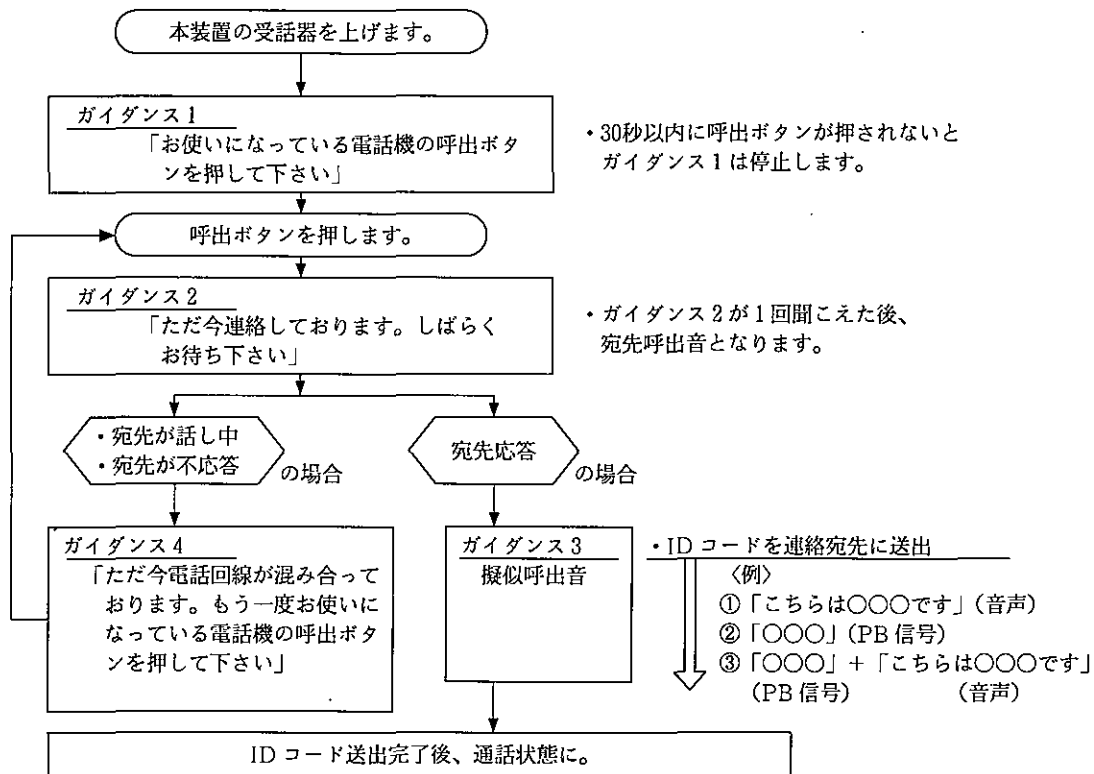 本装置の受話器を上げます。
ガイダンス1
「お使いになっている電話機の呼出ボタ
ンを押して下さい」
・30秒以内に呼出ボタンが押されないと
ガイダンス1は停止します。
呼出ボタンを押します。
ガイダンス2
「ただ今連絡しております。しばらく
お待ち下さい」
・ガイダンス2が1回聞こえた後、
宛先呼出音となります。
・宛先が話し中
・宛先が不応答
の場合
宛先応答
の場合
ガイダンス4
「ただ今電話回線が混み合って
おります。もう一度お使いに
なっている電話機の呼出ボタ
ンを押して下さい」
ガイダンス3
擬似呼出音
・IDコードを連絡宛先に送出
〈例〉
①「こちらは〇〇〇です」(音声)
②「〇〇〇」(PB信号)
③「〇〇〇」+「こちらは〇〇〇です」
(PB信号) (音声)
IDコード送出完了後、通話状態に。